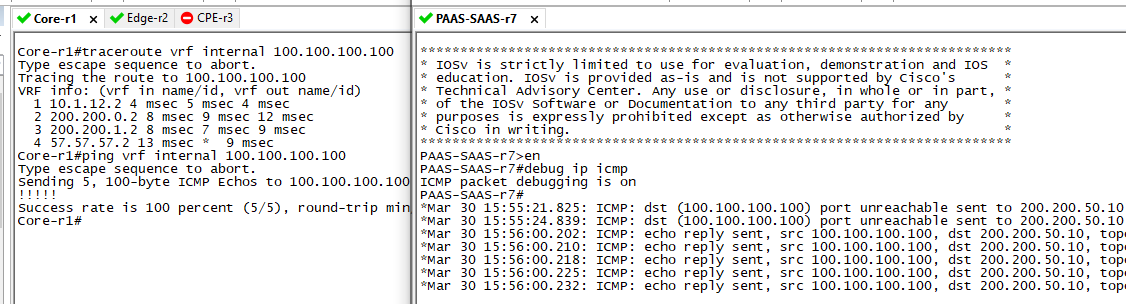 Core-r1
Edge-r2
CPE-r3
Core-r1#traceroute vrf internal 100.100.100.100
Type escape sequence to abort.
Tracing the route to 100.100.100.100
VRF info: (vrf in name/id, vrf out name/id)
1 10.1.12.2 4 msec 5 msec 4 msec
2 200.200.0.2 8 msec 9 msec 12 msec
3 200.200.1.2 8 msec 7 msec 9 msec
4 57.57.57.2 13 msec * 9 msec
Core-r1#ping vrf internal 100.100.100.100
Type escape sequence to abort.
Sending 5, 100-byte ICMP Echos to 100.100.100.100
!!!!!
Success rate is 100 percent (5/5), round-trip min
Core-r1#
PAAS-SAAS-r7
**************************************************************************
* IOSv is strictly limited to use for evaluation, demonstration and IOS *
* education. IOSv is provided as-is and is not supported by Cisco's *
* Technical Advisory Center. Any use or disclosure, in whole or in part, *
* of the IOSv Software or Documentation to any third party for any *
* purposes is expressly prohibited except as otherwise authorized by *
* Cisco in writing. *
**************************************************************************
PAAS-SAAS-r7>en
PAAS-SAAS-r7#debug ip icmp
ICMP packet debugging is on
PAAS-SAAS-r7#
*Mar 30 15:55:21.825: ICMP: dst (100.100.100.100) port unreachable sent to 200.200.50.10
*Mar 30 15:55:24.839: ICMP: dst (100.100.100.100) port unreachable sent to 200.200.50.10
*Mar 30 15:56:00.202: ICMP: echo reply sent, src 100.100.100.100, dst 200.200.50.10, topo
*Mar 30 15:56:00.210: ICMP: echo reply sent, src 100.100.100.100, dst 200.200.50.10, topo
*Mar 30 15:56:00.218: ICMP: echo reply sent, src 100.100.100.100, dst 200.200.50.10, topo
*Mar 30 15:56:00.225: ICMP: echo reply sent, src 100.100.100.100, dst 200.200.50.10, topo
*Mar 30 15:56:00.232: ICMP: echo reply sent, src 100.100.100.100, dst 200.200.50.10, topo